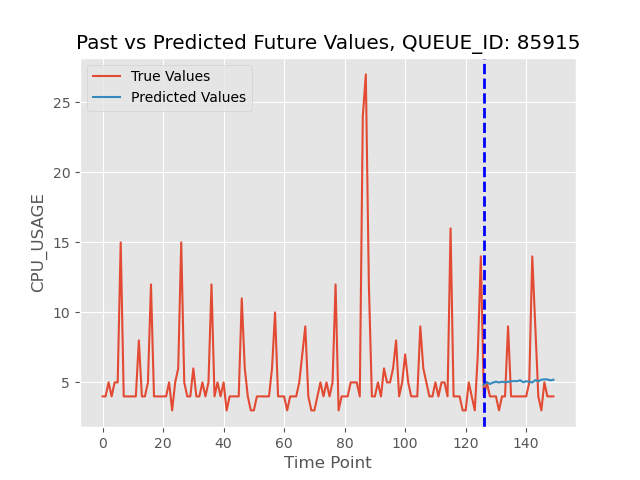 Past vs Predicted Future Values, QUEUE_ID: 85915
True Values
Predicted Values
CPU_USAGE
25
20
15
10
5
0 20 40 60 80 100 120 140
Time Point